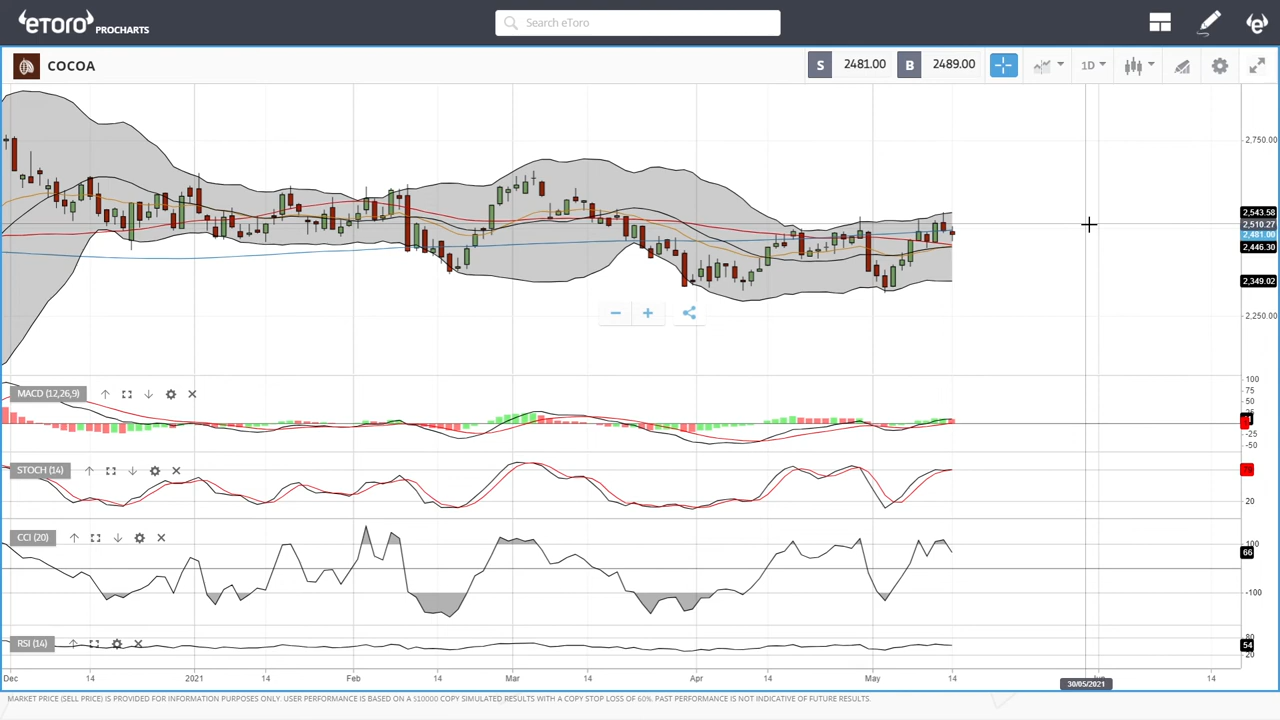 eToro PROCHARTS
Search eToro
COCOA
S 2481.00 B 2489.00
1D
2,750.00
2,543.58
2,510.27
2,481.00
2,446.30
2,349.02
2,250.00
MACD (12,26,9)
100
75
50
-25
-50
STOCH (14)
20
CCI (20)
100
66
-100
RSI (14)
80
54
20
Dec 14 2021 14 Feb 14 Mar 14 Apr 14 May 14 14
30/05/2021
MARKET PRICE (SELL PRICE) IS PROVIDED FOR INFORMATION PURPOSES ONLY. USER PERFORMANCE IS BASED ON A $10000 COPY SIMULATED RESULTS WITH A COPY STOP LOSS OF 60%. PAST PERFORMANCE IS NOT INDICATIVE OF FUTURE RESULTS.